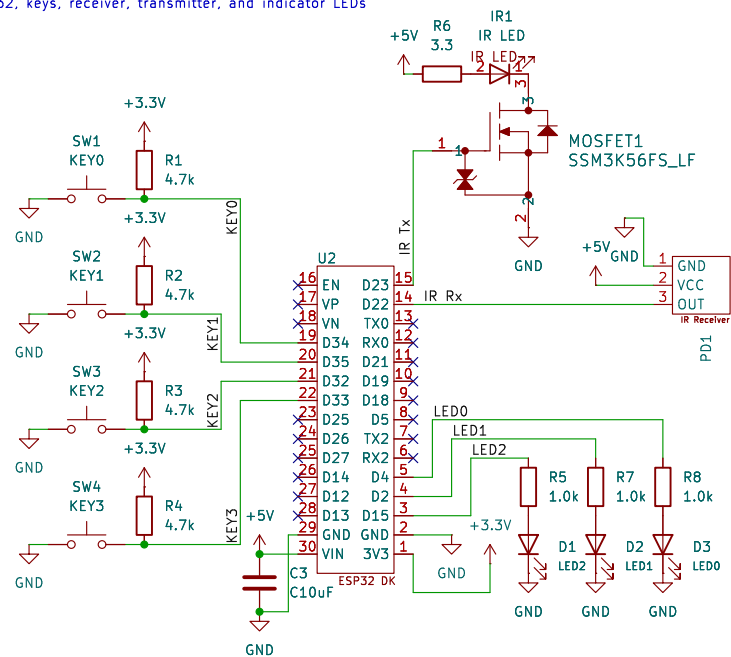 52, keys, receiver, transmitter, and indicator LEDs
IR1
IR LED
IR LED
R6
3.3
+5V
2
1
3
3
MOSFET1
SSM3K56FS_LF
1
1
2
2
GND
IR Tx
+3.3V
SW1
KEY0
R1
4.7k
GND
KEY0
+3.3V
SW2
KEY1
R2
4.7k
GND
KEY1
+3.3V
SW3
KEY2
R3
4.7k
GND
KEY2
+3.3V
SW4
KEY3
R4
4.7k
GND
KEY3
U2
16 EN D23 15
17 VP D22 14
18 VN TX0 13
19 D34 RX0 12
20 D35 D21 11
21 D32 D19 10
22 D33 D18 9
23 D25 D5 8
24 D26 TX2 7
25 D27 RX2 6
26 D14 D4 5
27 D12 D2 4
28 D13 D15 3
29 GND GND 2
30 VIN 3V3 1
ESP32 DK
IR Rx
+5V
GND
1 GND
2 VCC
3 OUT
IR Receiver
PD1
LED0
LED1
LED2
R5
1.0k
R7
1.0k
R8
1.0k
D1
LED2
D2
LED1
D3
LED0
GND
GND
GND
+3.3V
GND
+5V
C3
C10uF
GND